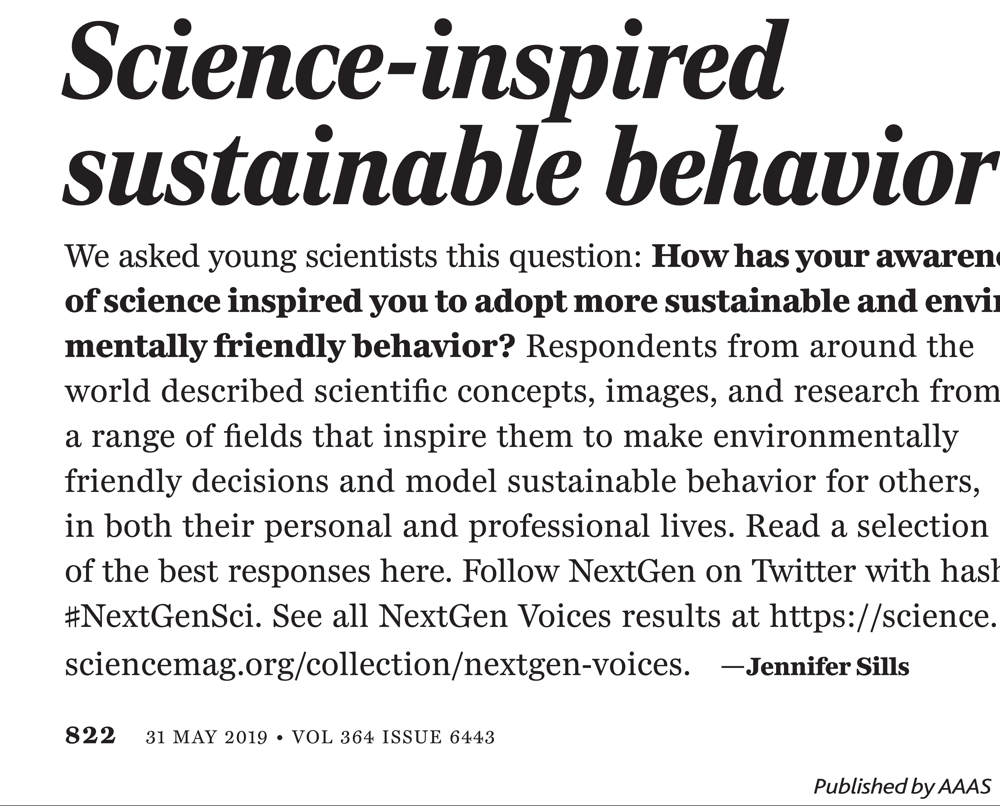 Science-inspired
sustainable behavior
We asked young scientists this question: How has your awaren
of science inspired you to adopt more sustainable and envi
mentally friendly behavior? Respondents from around the
world described scientific concepts, images, and research from
a range of fields that inspire them to make environmentally
friendly decisions and model sustainable behavior for others,
in both their personal and professional lives. Read a selection
of the best responses here. Follow NextGen on Twitter with hash
#NextGenSci. See all NextGen Voices results at https://science.
sciencemag.org/collection/nextgen-voices. —Jennifer Sills
822 31 MAY 2019 • VOL 364 ISSUE 6443
Published by AAAS